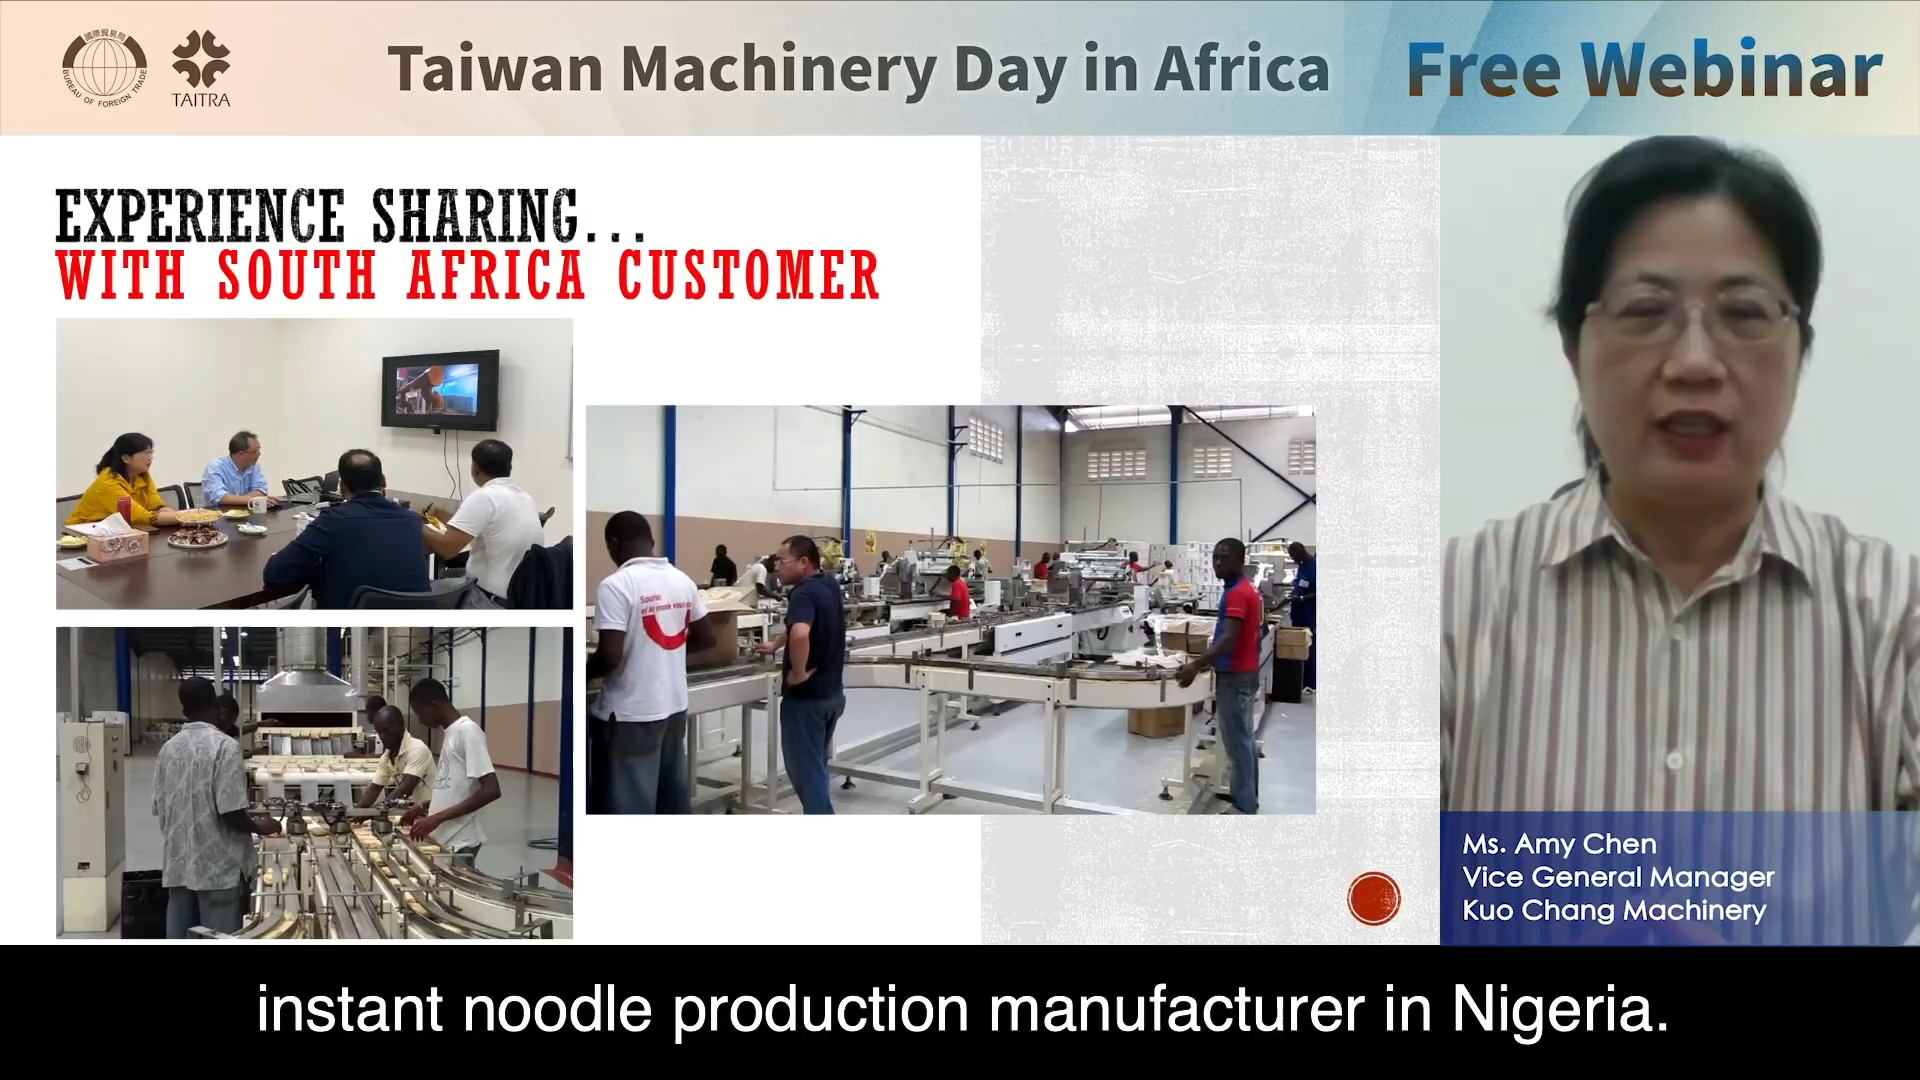 國際貿易局
BUREAU OF FOREIGN TRADE
TAITRA
Taiwan Machinery Day in Africa
Free Webinar
EXPERIENCE SHARING...
WITH SOUTH AFRICA CUSTOMER
Ms. Amy Chen
Vice General Manager
Kuo Chang Machinery
instant noodle production manufacturer in Nigeria.